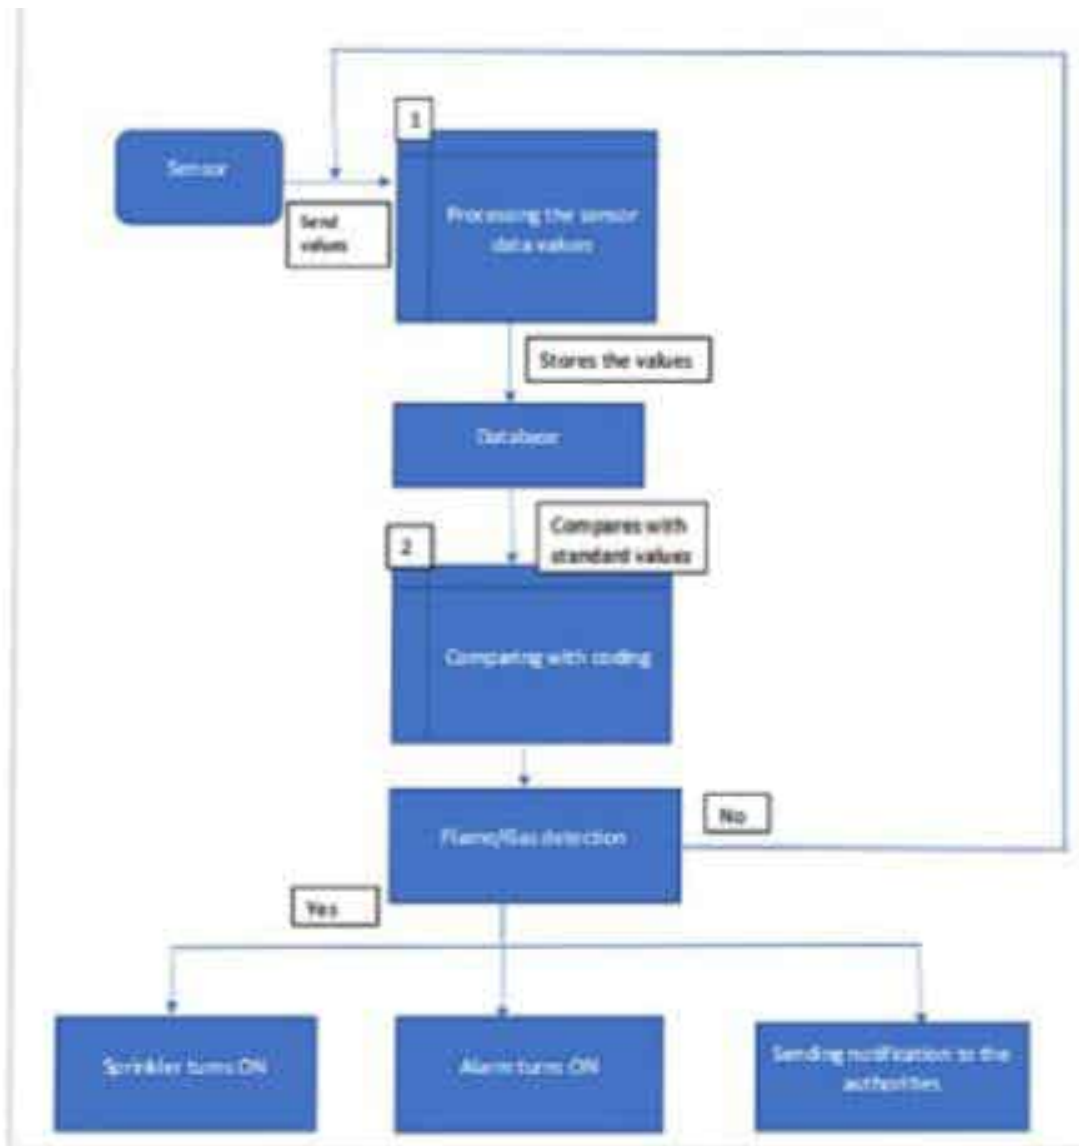 1
Sensor
Send
values
Processing the sensor
data values
Stores the values
Database
Compares with
standard values
2
Comparing with coding
Flame/Gas detection
No
Yes
Sprinkler turns ON
Alarm turns ON
Sending notification to the
authorities